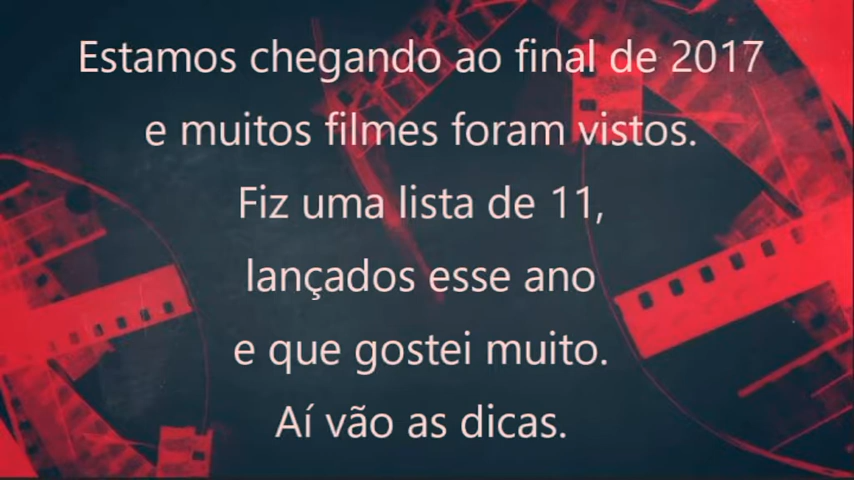 Estamos chegando ao final de 2017
e muitos filmes foram vistos.
Fiz uma lista de 11,
lançados esse ano
e que gostei muito.
Aí vão as dicas.